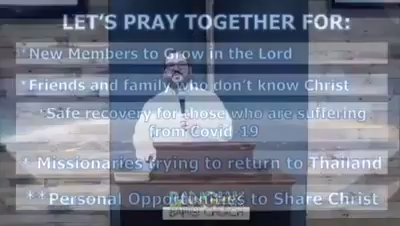 LET'S PRAY TOGETHER FOR:
*New Members to Grow in the Lord
*Friends and family who don't know Christ
*Safe recovery for those who are suffering
from Covid-19
* Missionaries trying to return to Thailand
**Personal Opportunities to Share Christ
BAPTIST CHURCH